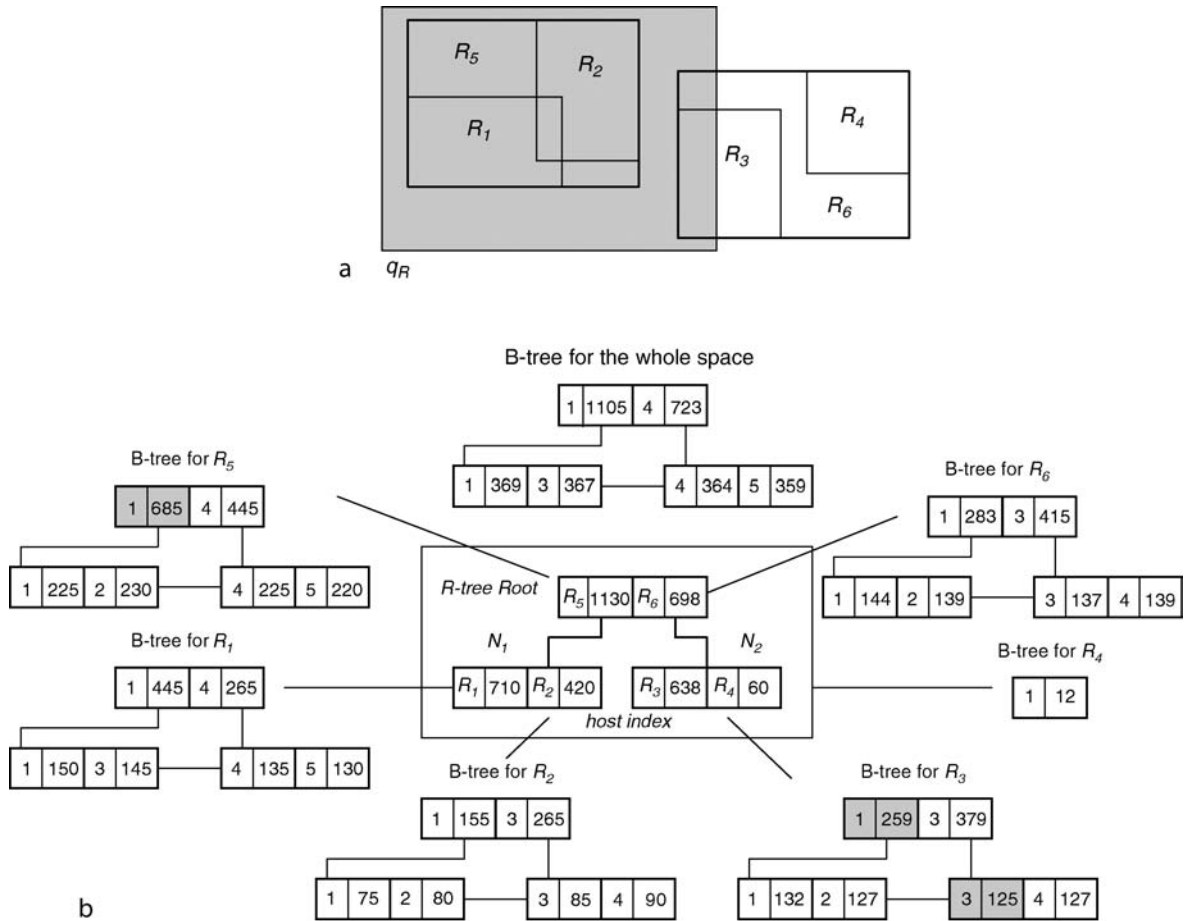 R5
R2
R1
R4
R3
R6
a qR
B-tree for the whole space
1 1105 4 723
1 369 3 367
4 364 5 359
B-tree for R5
1 685 4 445
1 225 2 230
4 225 5 220
B-tree for R6
1 283 3 415
1 144 2 139
3 137 4 139
R-tree Root
R5 1130 R6 698
N1
N2
R1 710 R2 420
R3 638 R4 60
host index
B-tree for R1
1 445 4 265
1 150 3 145
4 135 5 130
B-tree for R4
1 12
B-tree for R2
1 155 3 265
1 75 2 80
3 85 4 90
B-tree for R3
1 259 3 379
1 132 2 127
3 125 4 127
b